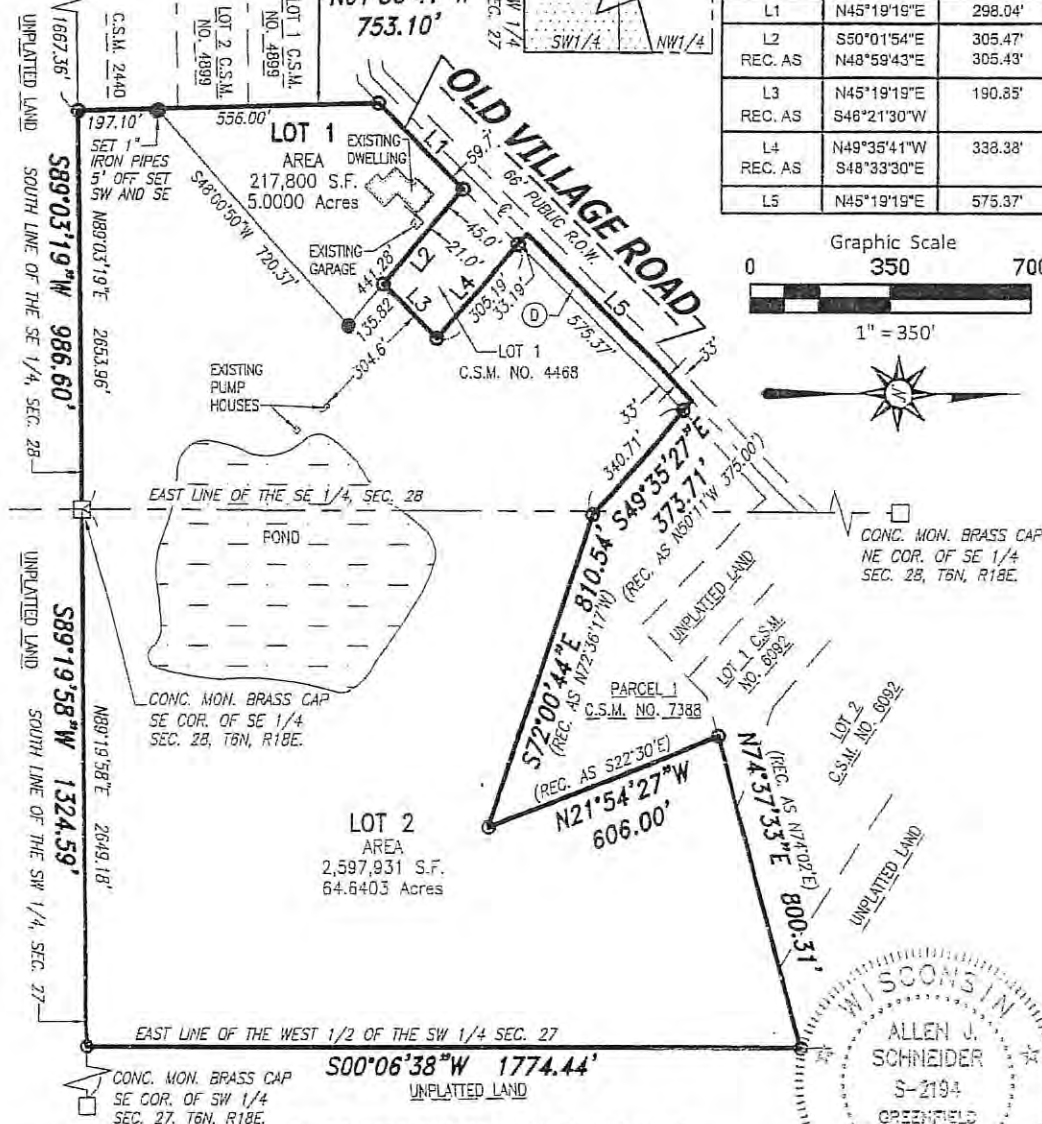 753.10'
L1 N45°19'19"E 298.04'
L2 S50°01'54"E 305.47'
REC. AS N48°59'43"E 305.43'
L3 N45°19'19"E 190.85'
REC. AS S46°21'30"W
L4 N49°35'41"W 338.38'
REC. AS S48°33'30"E
L5 N45°19'19"E 575.37'
Graphic Scale
0 350 700
1" = 350'
SW1/4
NW1/4
1667.36'
UNPLATTED LAND
C.S.M. 2440
LOT 2 C.S.M.
NO. 4899
LOT 1 C.S.M.
NO. 4899
SEC. 27
197.10'
556.00'
SET 1"
IRON PIPES
5' OFF SET
SW AND SE
LOT 1
AREA
217,800 S.F.
5.0000 Acres
EXISTING
DWELLING
EXISTING
GARAGE
L1
59.7'
66' PUBLIC R.O.W.
OLD VILLAGE ROAD
S48°00'50"W 720.37'
441.28'
L2
45.0'
21.0'
135.82'
L3
L4
305.19'
33.19'
D
L5
575.37'
33'
33'
304.6'
LOT 1
C.S.M. NO. 4468
EXISTING
PUMP
HOUSES
S89°03'19"W 986.60'
N89°03'19"E 2653.96'
SOUTH LINE OF THE SE 1/4, SEC. 28
340.71'
S49°35'27"E
373.71'
(REC. AS N50°11'W 375.00')
EAST LINE OF THE SE 1/4, SEC. 28
POND
CONC. MON. BRASS CAP
NE COR. OF SE 1/4
SEC. 28, T6N, R18E.
UNPLATTED LAND
LOT 1 C.S.M.
NO. 6092
LOT 2
C.S.M. NO. 6092
UNPLATTED LAND
PARCEL 1
C.S.M. NO. 7388
S72°00'44"E 810.54'
(REC. AS N72°36'17"W)
(REC. AS S22°30'E)
N21°54'27"W
606.00'
(REC. AS N74°02'E)
N74°37'33"E 800.31'
CONC. MON. BRASS CAP
SE COR. OF SE 1/4
SEC. 28, T6N, R18E.
UNPLATTED LAND
S89°19'58"W 1324.59'
N89°19'58"E 2649.18'
SOUTH LINE OF THE SW 1/4, SEC. 27
LOT 2
AREA
2,597,931 S.F.
64.6403 Acres
EAST LINE OF THE WEST 1/2 OF THE SW 1/4 SEC. 27
S00°06'38"W 1774.44'
UNPLATTED LAND
CONC. MON. BRASS CAP
SE COR. OF SW 1/4
SEC. 27, T6N, R18E.
WISCONSIN
ALLEN J.
SCHNEIDER
S-2194
GREENFIELD